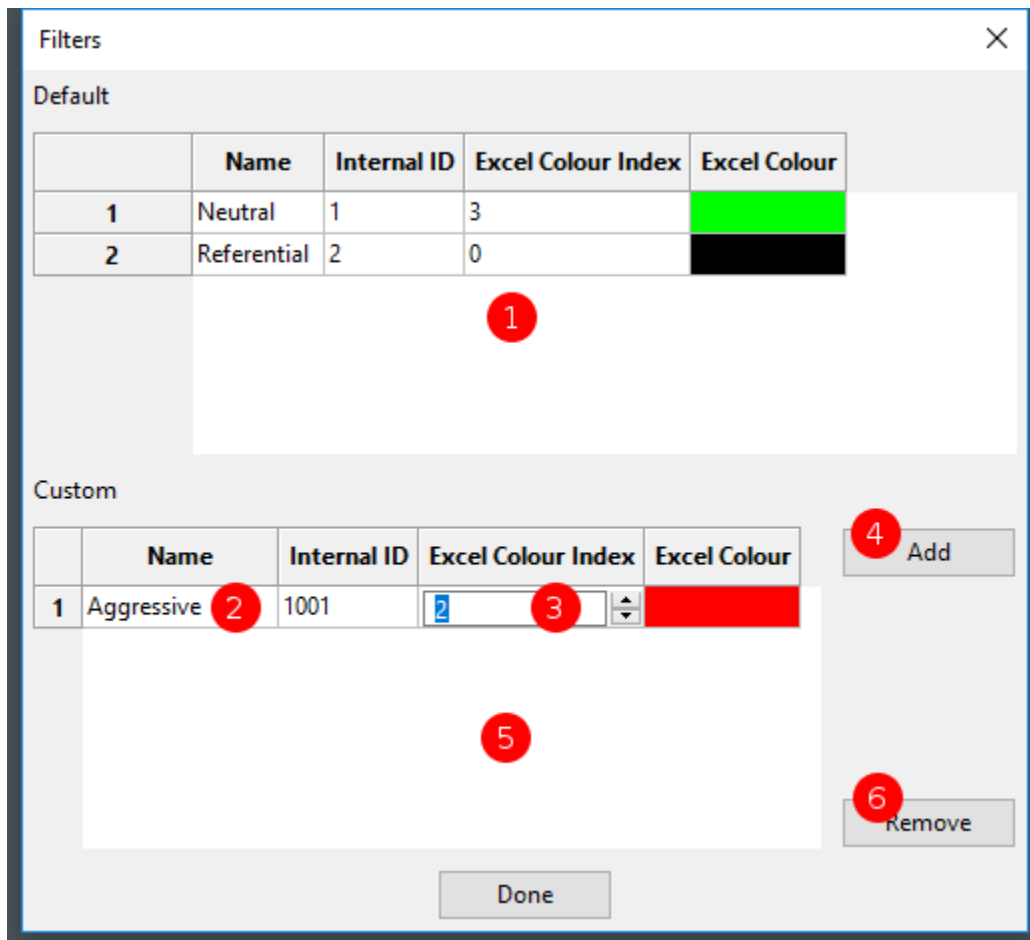 Filters
Default
Name Internal ID Excel Colour Index Excel Colour
1 Neutral 1 3
2 Referential 2 0
1
Custom
4 Add
Name Internal ID Excel Colour Index Excel Colour
1 Aggressive 2 1001 2 3
5
6 Remove
Done